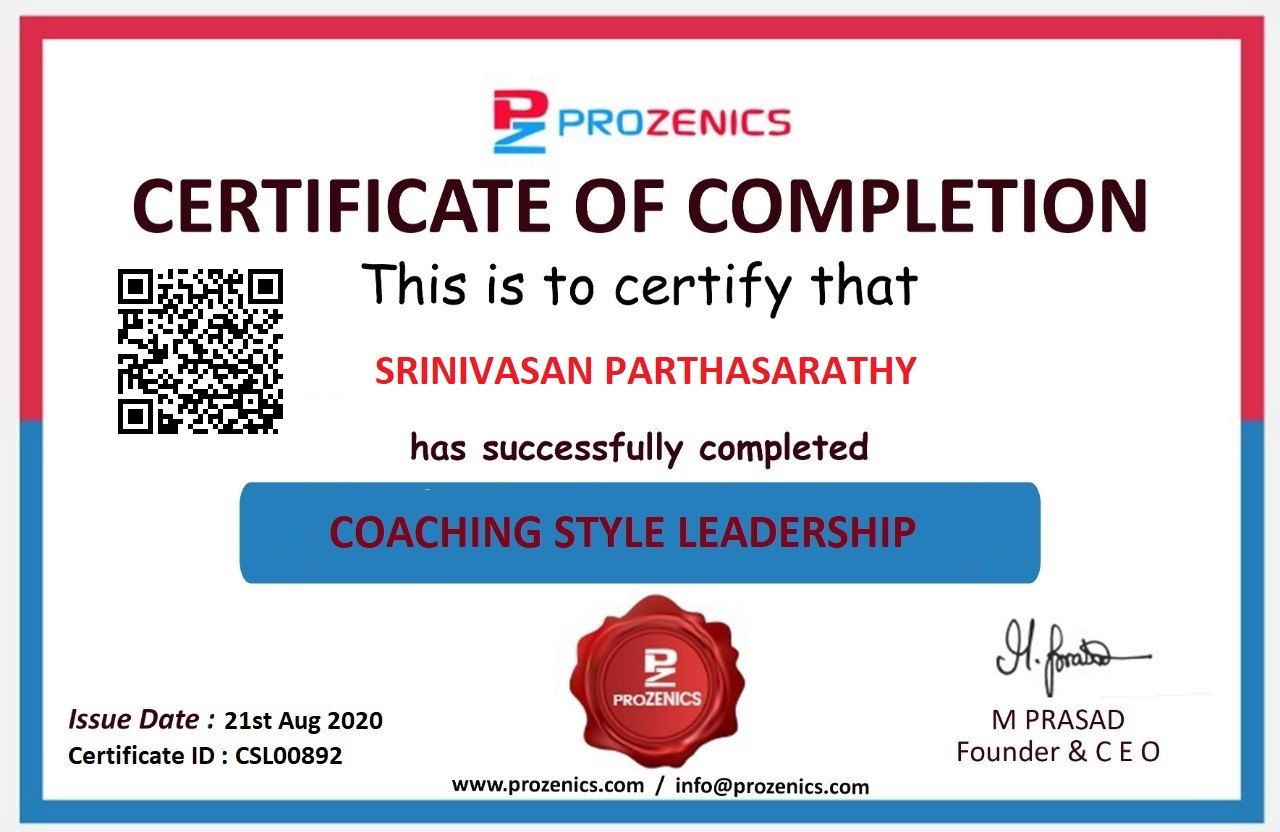 PZ PROZENICS
CERTIFICATE OF COMPLETION
This is to certify that
SRINIVASAN PARTHASARATHY
has successfully completed
COACHING STYLE LEADERSHIP
PZ
PROZENICS
M. Prasad
Issue Date : 21st Aug 2020
M PRASAD
Certificate ID : CSL00892
Founder & C E O
www.prozenics.com / info@prozenics.com